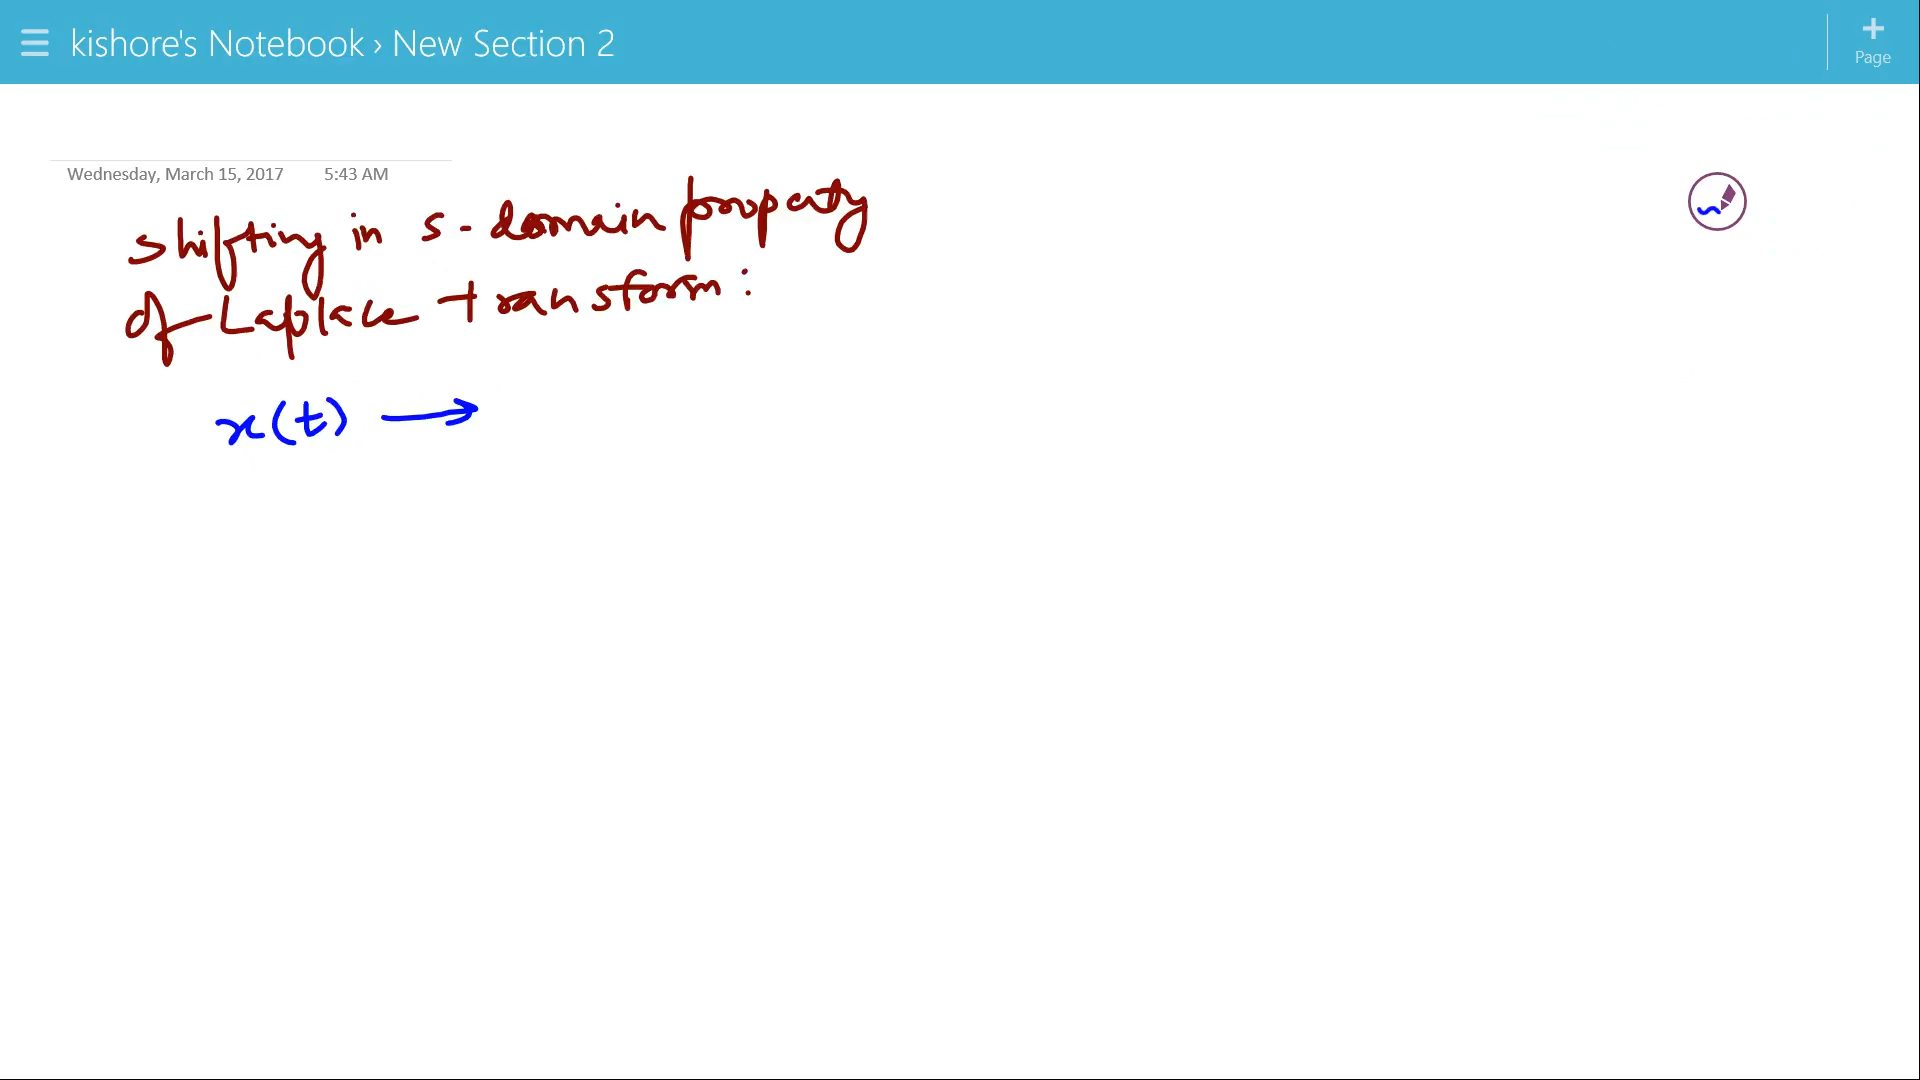 kishore's Notebook › New Section 2
Page
Wednesday, March 15, 2017 5:43 AM
shifting in s-domain property
of Laplace transform:
x(t) →